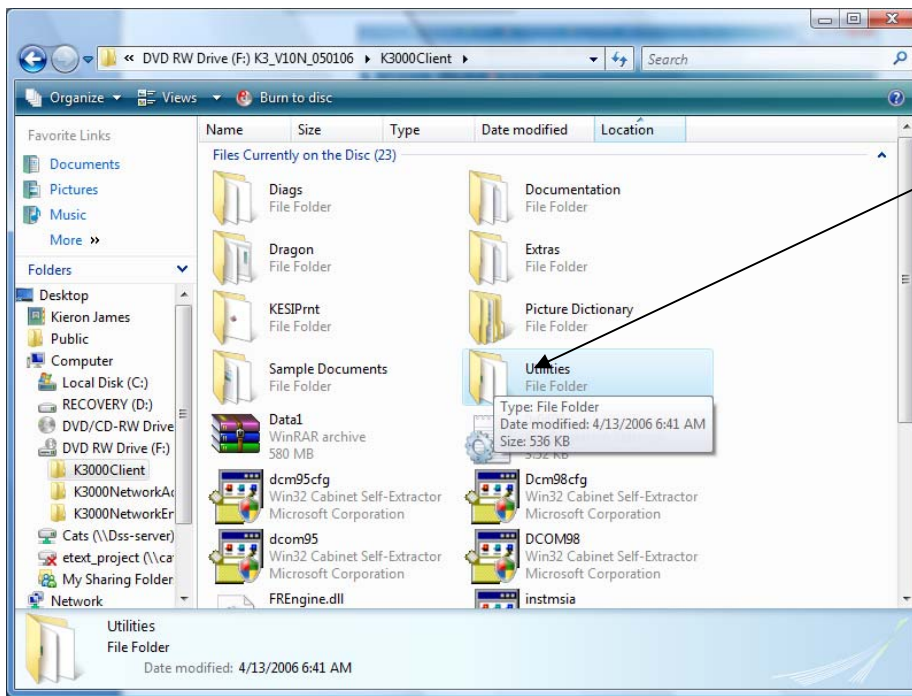 « DVD RW Drive (F:) K3_V10N_050106 ▸ K3000Client ▸ Search
Organize Views Burn to disc
Favorite Links
Documents
Pictures
Music
More »
Folders
Desktop
Kieron James
Public
Computer
Local Disk (C:)
RECOVERY (D:)
DVD/CD-RW Drive
DVD RW Drive (F:)
K3000Client
K3000NetworkAc
K3000NetworkEr
Cats (\\Dss-server)
etext_project (\\ca
My Sharing Folder
Network
Name Size Type Date modified Location
Files Currently on the Disc (23)
Diags
File Folder
Documentation
File Folder
Dragon
File Folder
Extras
File Folder
KESIPrnt
File Folder
Picture Dictionary
File Folder
Sample Documents
File Folder
Utilities
File Folder
Type: File Folder
Date modified: 4/13/2006 6:41 AM
Size: 536 KB
Data1
WinRAR archive
580 MB
3.52 KB
dcm95cfg
Win32 Cabinet Self-Extractor
Microsoft Corporation
Dcm98cfg
Win32 Cabinet Self-Extractor
Microsoft Corporation
dcom95
Win32 Cabinet Self-Extractor
Microsoft Corporation
DCOM98
Win32 Cabinet Self-Extractor
Microsoft Corporation
FREngine.dll
instmsia
Utilities
File Folder
Date modified: 4/13/2006 6:41 AM